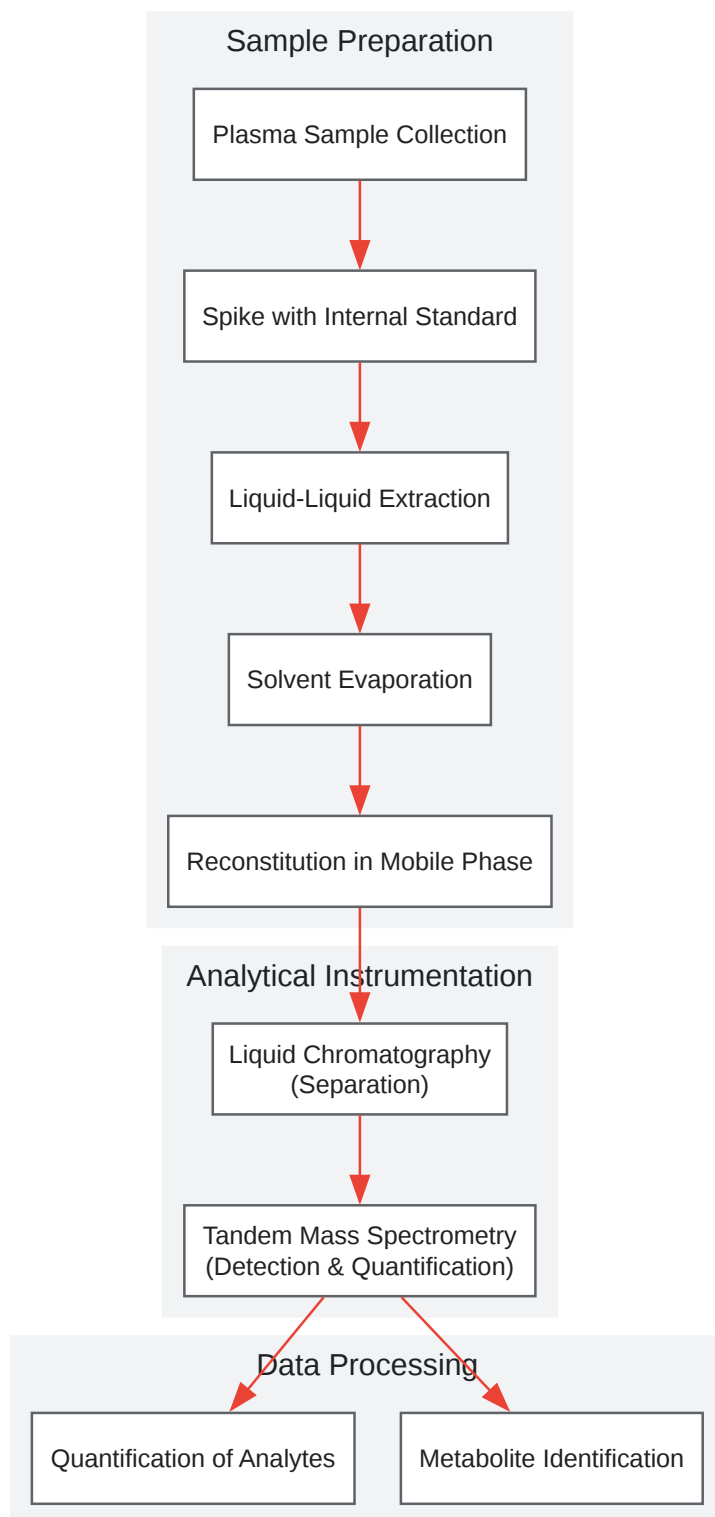 Sample Preparation
Plasma Sample Collection
Spike with Internal Standard
Liquid-Liquid Extraction
Solvent Evaporation
Reconstitution in Mobile Phase
Analytical Instrumentation
Liquid Chromatography
(Separation)
Tandem Mass Spectrometry
(Detection & Quantification)
Data Processing
Quantification of Analytes
Metabolite Identification